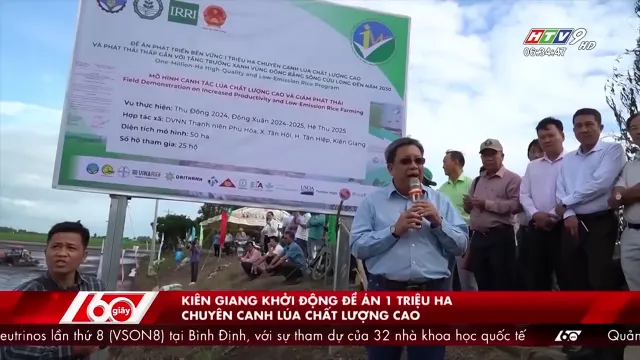 IRRI
HTV9 HD
06:34:47
ĐỀ ÁN PHÁT TRIỂN BỀN VỮNG 1 TRIỆU HA CHUYÊN CANH LÚA CHẤT LƯỢNG CAO
VÀ PHÁT THẢI THẤP GẮN VỚI TĂNG TRƯỞNG XANH VÙNG ĐỒNG BẰNG SÔNG CỬU LONG ĐẾN NĂM 2030
One-Million-Ha High-Quality and Low-Emission Rice Program
MÔ HÌNH CANH TÁC LÚA CHẤT LƯỢNG CAO VÀ GIẢM PHÁT THẢI
Field Demonstration on Increased Productivity and Low-Emission Rice Farming
Vụ thực hiện: Thu Đông 2024, Đông Xuân 2024-2025, Hè Thu 2025
Hợp tác xã: DVNN Thạnh niên Phú Hòa, X. Tân Hội, H. Tân Hiệp, Kiên Giang
Diện tích mô hình: 50 ha
Số hộ tham gia: 25 hộ
60 giây
KIÊN GIANG KHỞI ĐỘNG ĐỀ ÁN 1 TRIỆU HA
CHUYÊN CANH LÚA CHẤT LƯỢNG CAO
eutrinos lần thứ 8 (VSON8) tại Bình Định, với sự tham dự của 32 nhà khoa học quốc tế 60 Quản